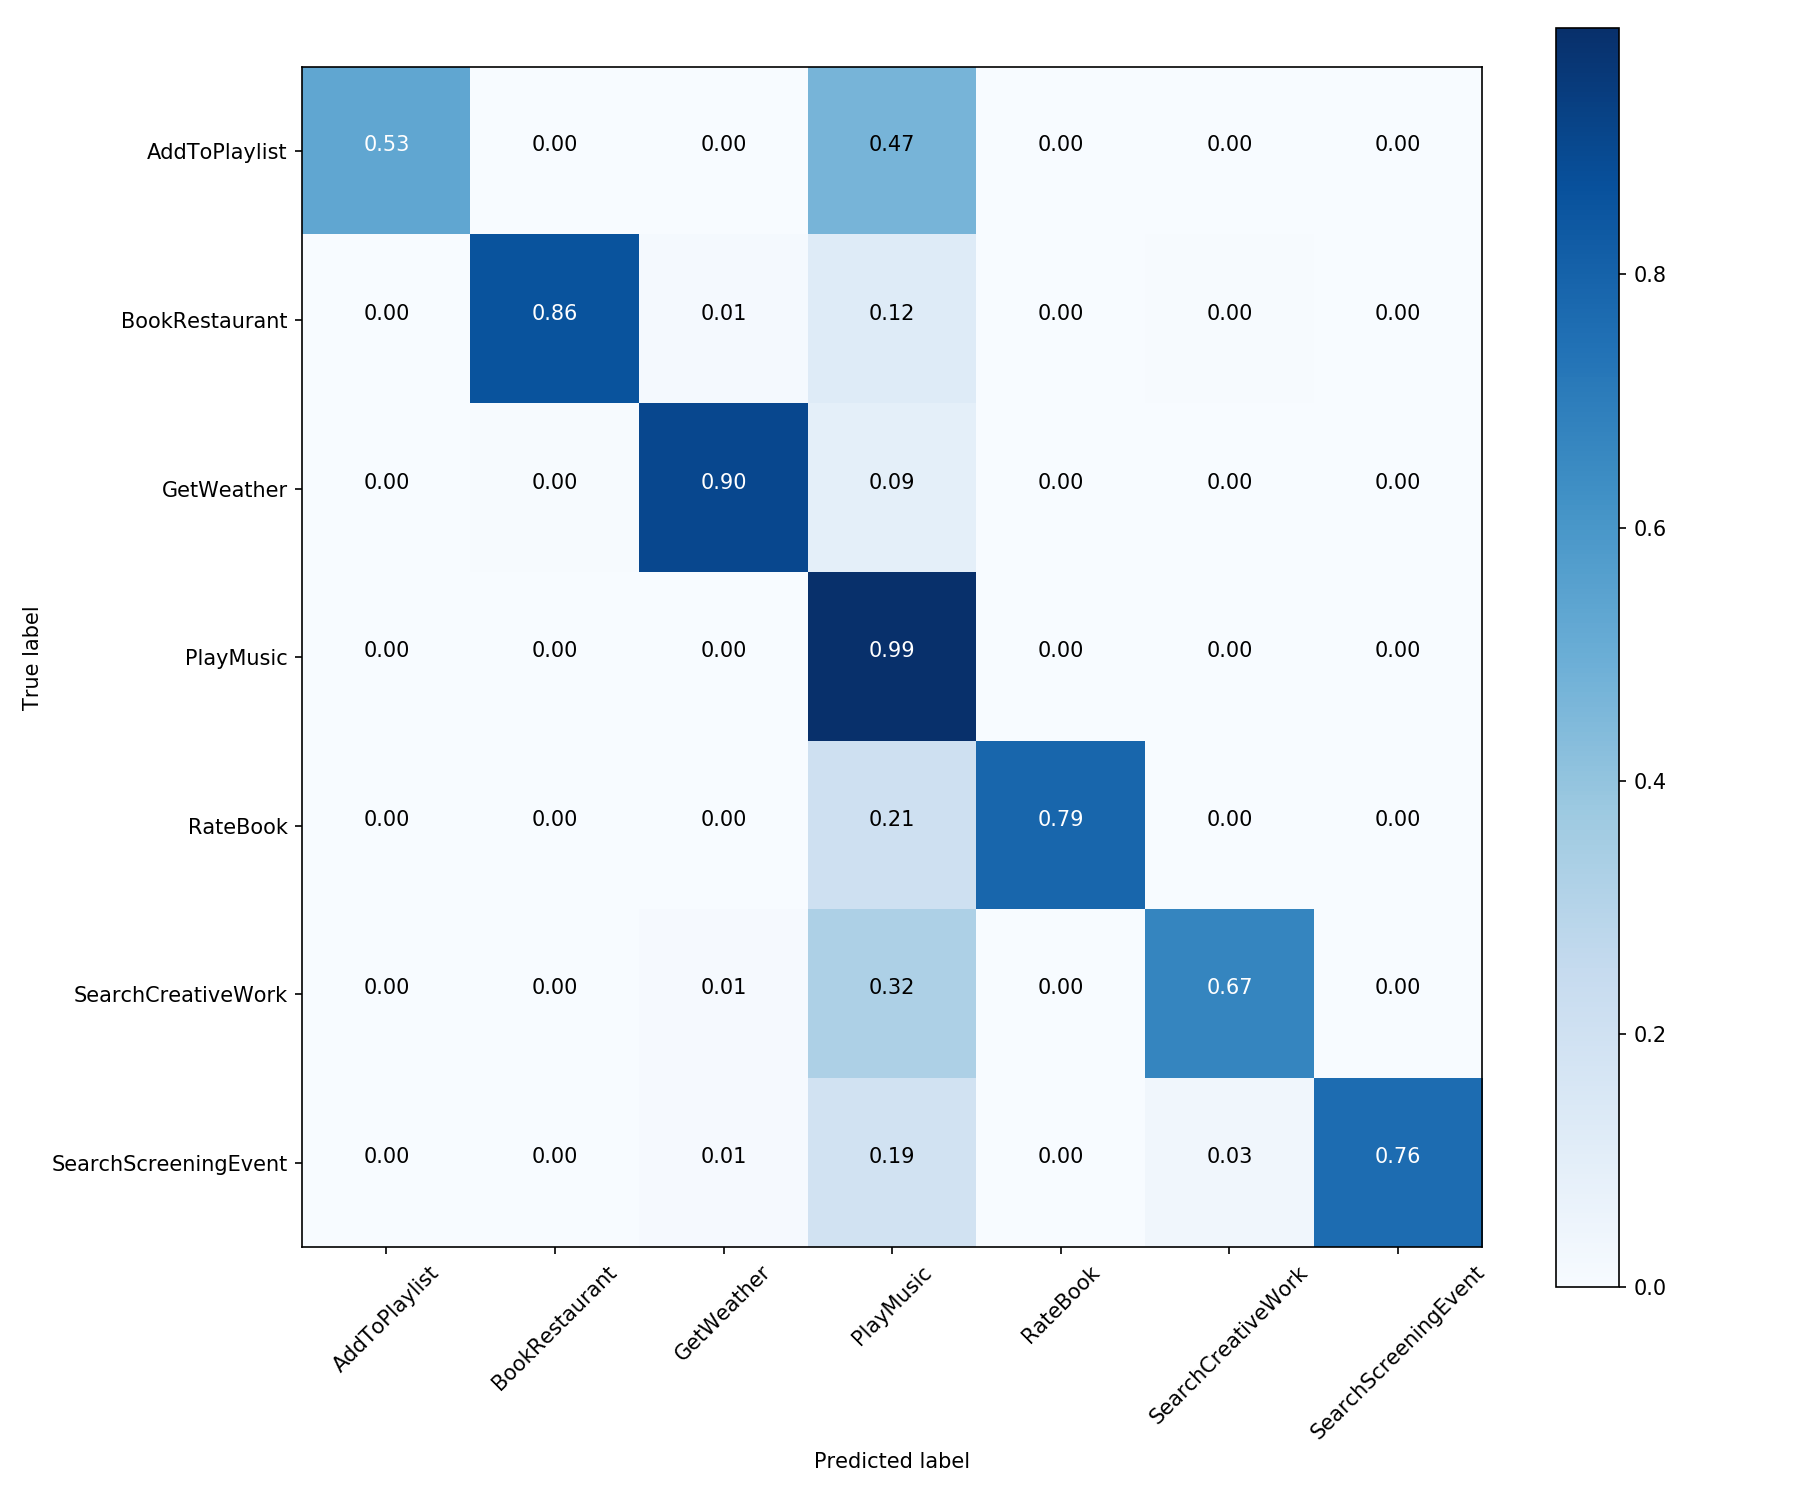 AddToPlaylist 0.53 0.00 0.00 0.47 0.00 0.00 0.00
BookRestaurant 0.00 0.86 0.01 0.12 0.00 0.00 0.00
GetWeather 0.00 0.00 0.90 0.09 0.00 0.00 0.00
PlayMusic 0.00 0.00 0.00 0.99 0.00 0.00 0.00
RateBook 0.00 0.00 0.00 0.21 0.79 0.00 0.00
SearchCreativeWork 0.00 0.00 0.01 0.32 0.00 0.67 0.00
SearchScreeningEvent 0.00 0.00 0.01 0.19 0.00 0.03 0.76
True label
AddToPlaylist BookRestaurant GetWeather PlayMusic RateBook SearchCreativeWork SearchScreeningEvent
Predicted label
0.8
0.6
0.4
0.2
0.0